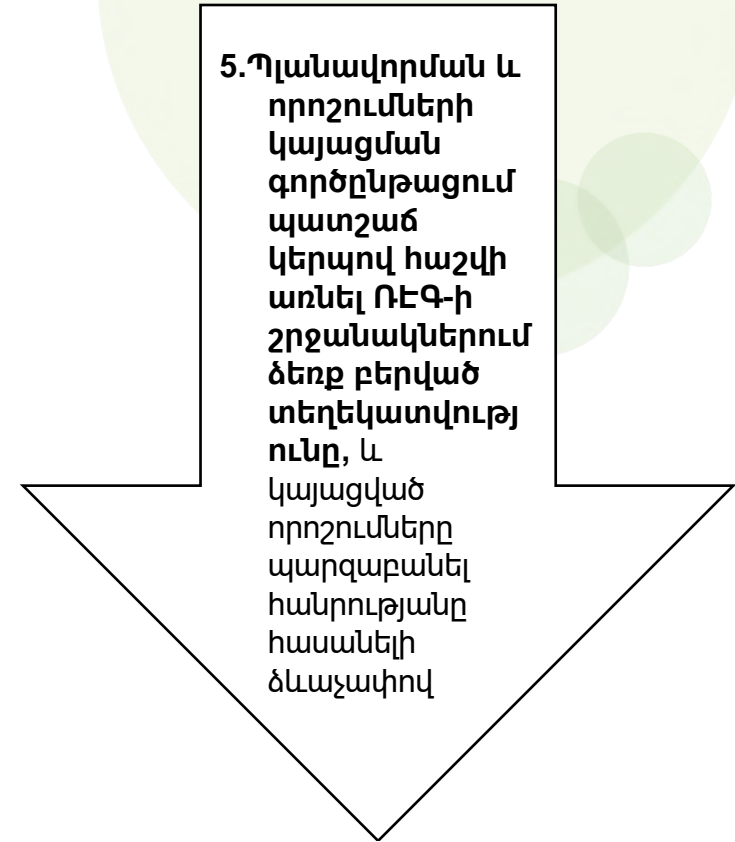 5.Պլանավորման և
որոշումների
կայացման
գործընթացում
պատշաճ
կերպով հաշվի
առնել ՌԷԳ-ի
շրջանակներում
ձեռք բերված
տեղեկատվությ
ունը, և
կայացված
որոշումները
պարզաբանել
հանրությանը
հասանելի
ձևաչափով